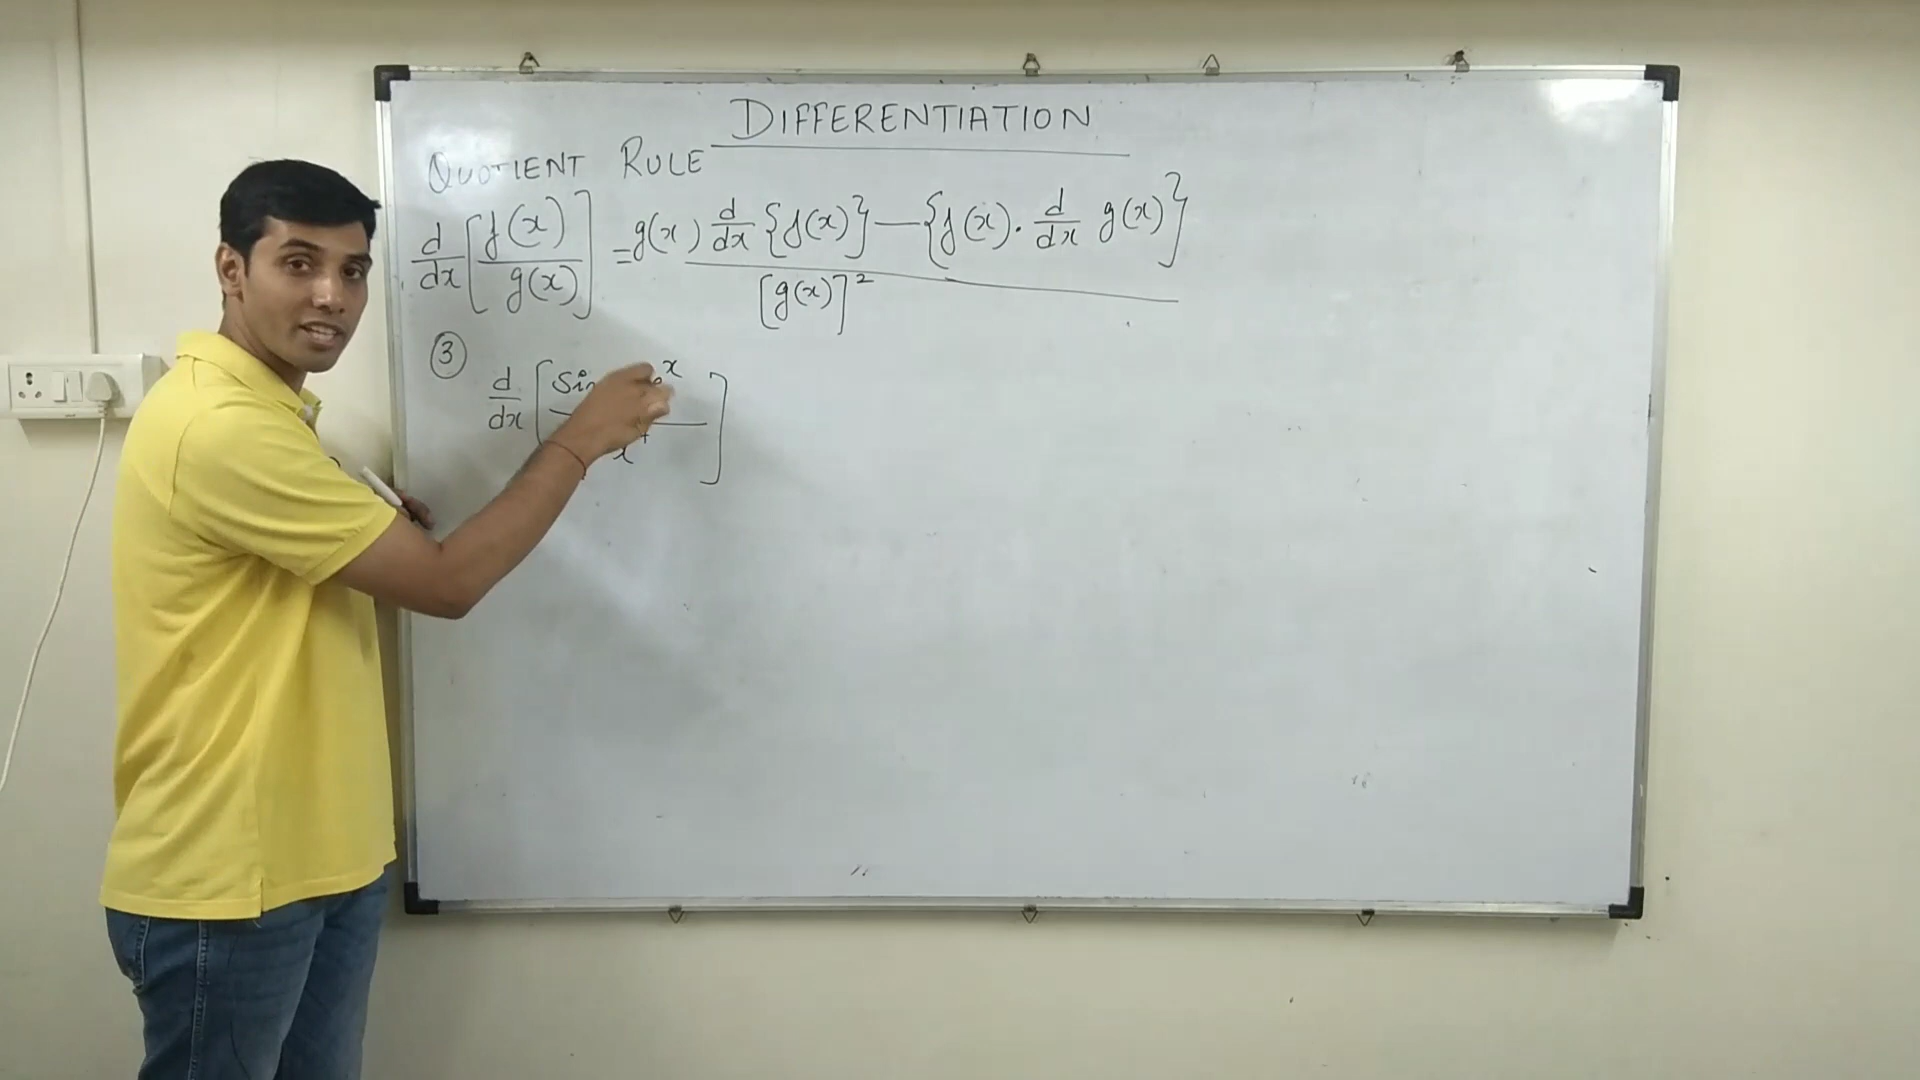 DIFFERENTIATION
QUOTIENT RULE
d/dx [f(x)/g(x)] = g(x) d/dx {f(x)} — {f(x) . d/dx g(x)} / [g(x)]²
③
d/dx [ x ]